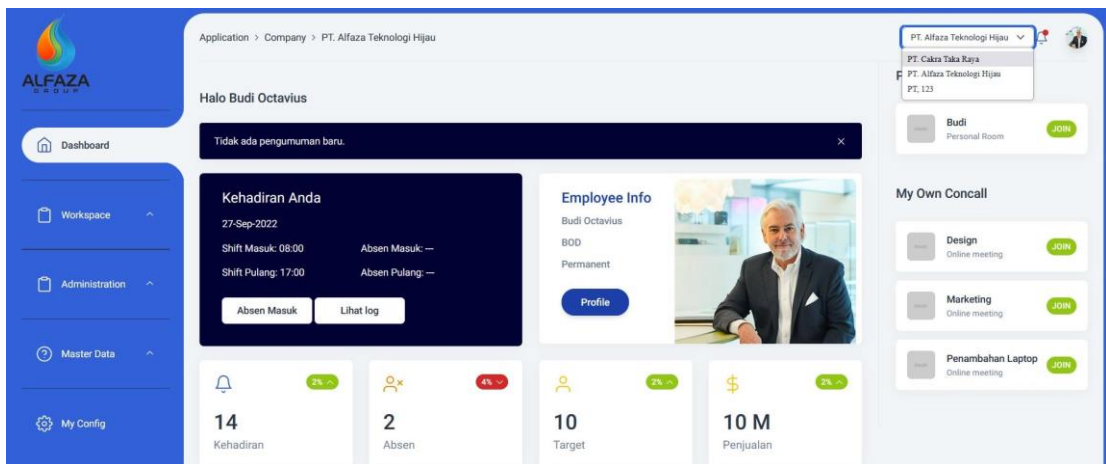 ALFAZA
GROUP
Dashboard
Workspace
Administration
Master Data
My Config
Application > Company > PT. Alfaza Teknologi Hijau
PT. Alfaza Teknologi Hijau
PT. Cakra Taka Raya
PT. Alfaza Teknologi Hijau
PT, 123
Halo Budi Octavius
Tidak ada pengumuman baru.
Kehadiran Anda
27-Sep-2022
Shift Masuk: 08:00 Absen Masuk: —
Shift Pulang: 17:00 Absen Pulang: —
Absen Masuk Lihat log
Employee Info
Budi Octavius
BOD
Permanent
Profile
2%
14
Kehadiran
4%
2
Absen
2%
10
Target
2%
10 M
Penjualan
Budi
Personal Room
JOIN
My Own Concall
Design
Online meeting
JOIN
Marketing
Online meeting
JOIN
Penambahan Laptop
Online meeting
JOIN